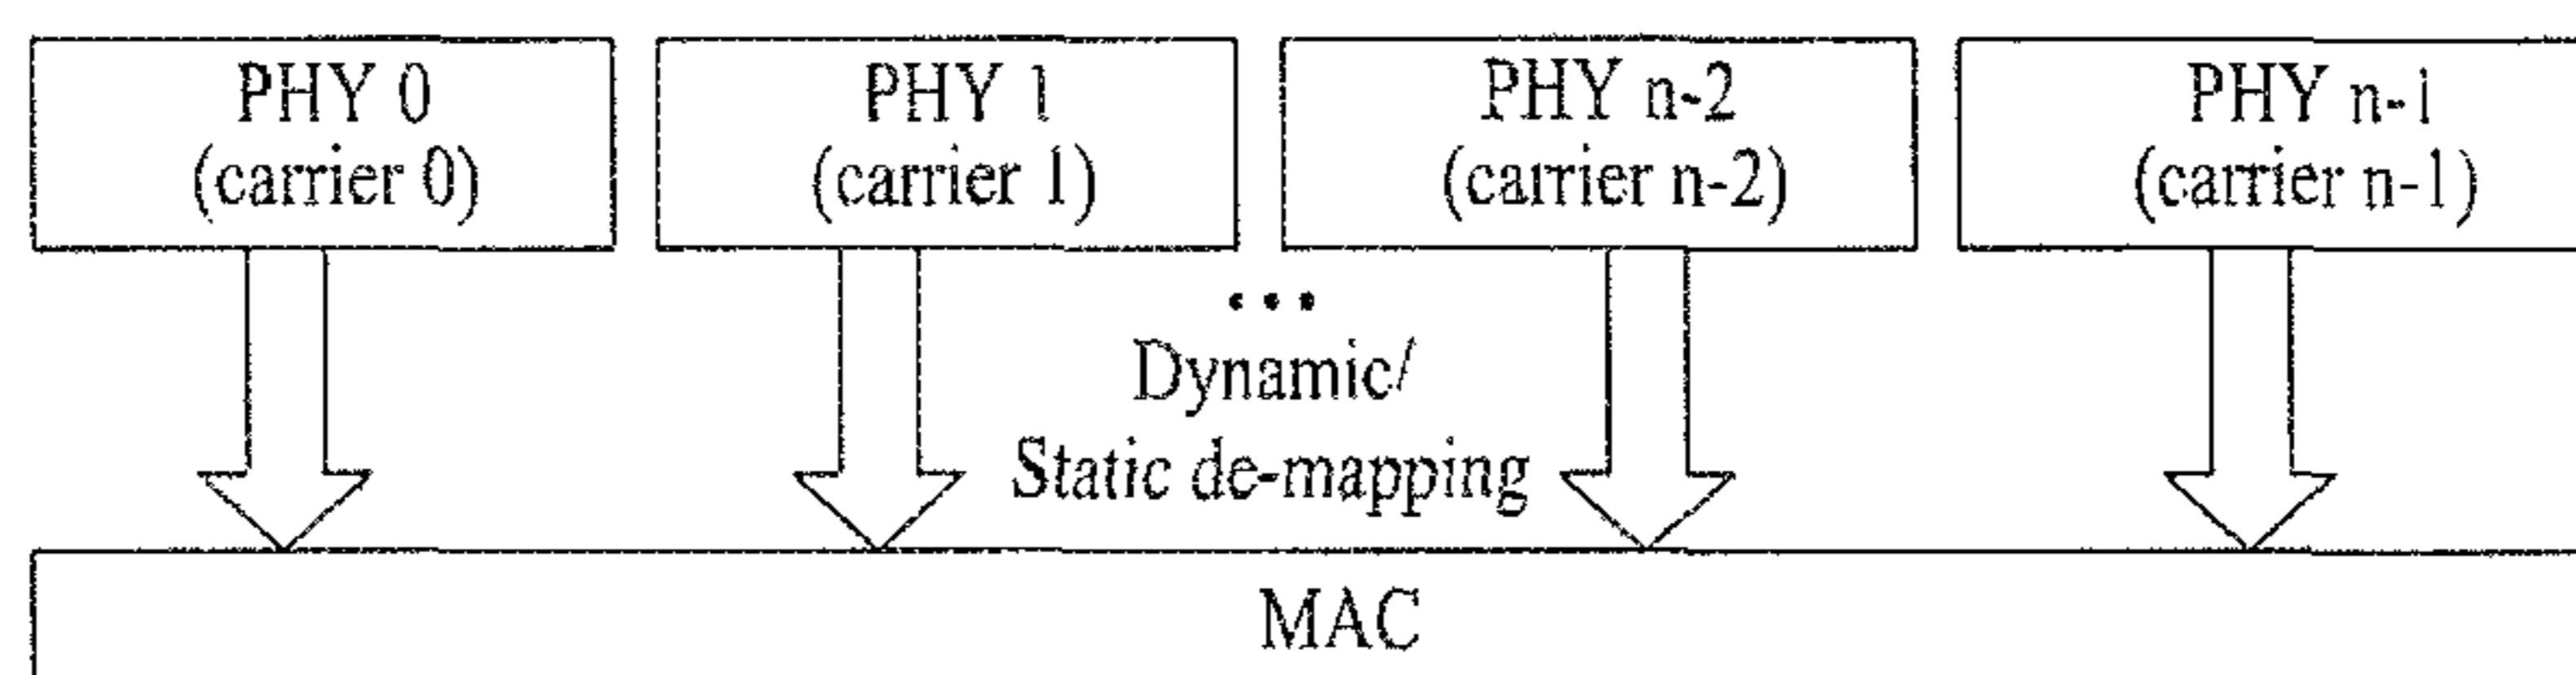 PHY 0
(carrier 0)
PHY 1
(carrier 1)
PHY n-2
(carrier n-2)
PHY n-1
(carrier n-1)
...
Dynamic/
Static de-mapping
MAC